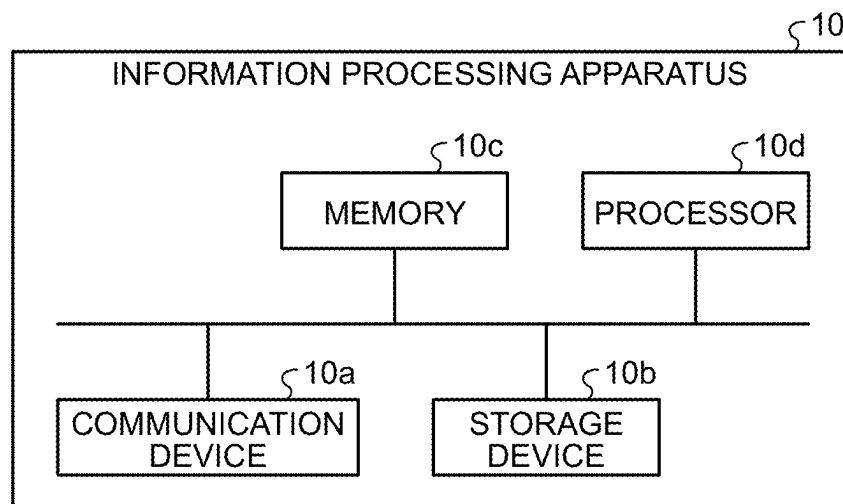 10
INFORMATION PROCESSING APPARATUS
10c
10d
MEMORY
PROCESSOR
10a
10b
COMMUNICATION
DEVICE
STORAGE
DEVICE